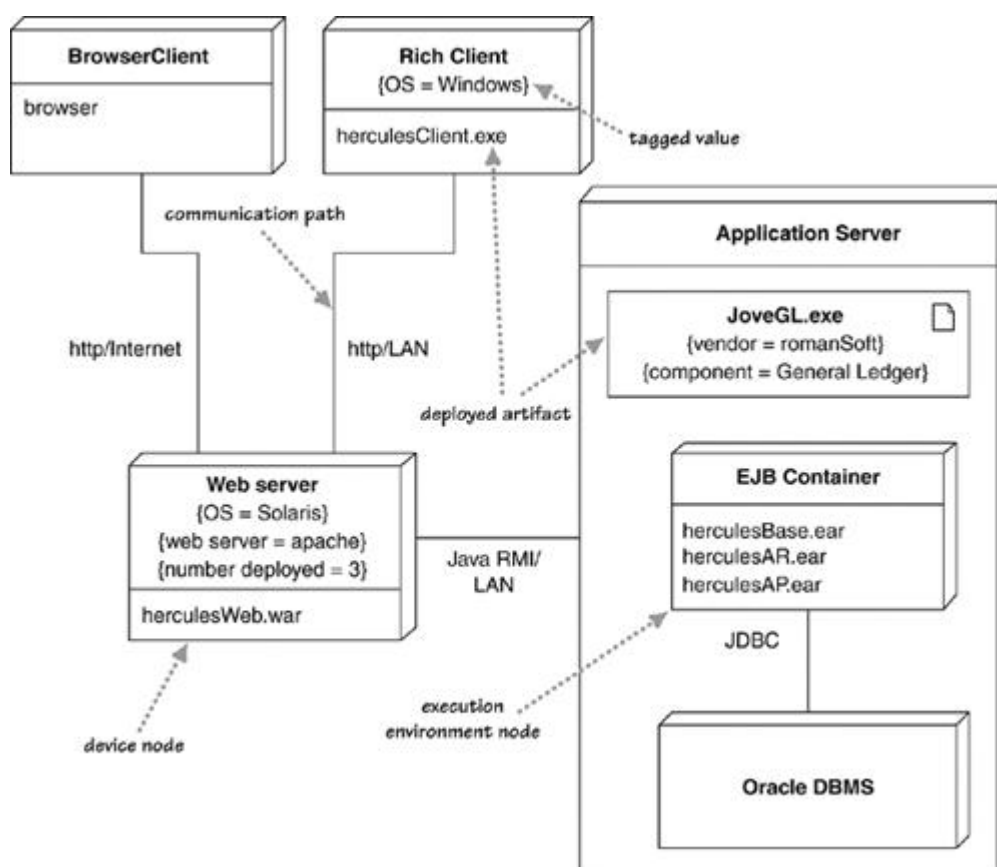 BrowserClient
browser
Rich Client
{OS = Windows}
herculesClient.exe
tagged value
communication path
http/Internet
http/LAN
deployed artifact
Application Server
JoveGL.exe
{vendor = romanSoft}
{component = General Ledger}
Web server
{OS = Solaris}
{web server = apache}
{number deployed = 3}
herculesWeb.war
Java RMI/
LAN
EJB Container
herculesBase.ear
herculesAR.ear
herculesAP.ear
JDBC
device node
execution
environment node
Oracle DBMS